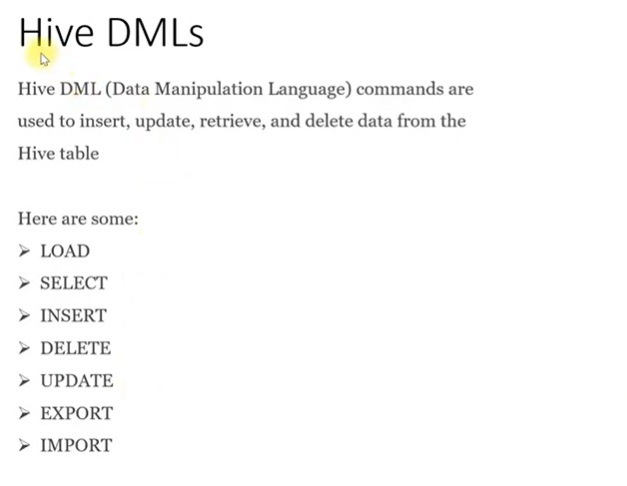 Hive DMLs
Hive DML (Data Manipulation Language) commands are
used to insert, update, retrieve, and delete data from the
Hive table
Here are some:
➢ LOAD
➢ SELECT
➢ INSERT
➢ DELETE
➢ UPDATE
➢ EXPORT
➢ IMPORT